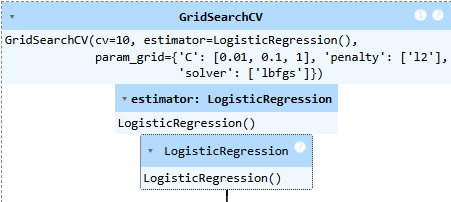 GridSearchCV
GridSearchCV(cv=10, estimator=LogisticRegression(),
param_grid={'C': [0.01, 0.1, 1], 'penalty': ['l2'],
'solver': ['lbfgs']})
estimator: LogisticRegression
LogisticRegression()
LogisticRegression
LogisticRegression()